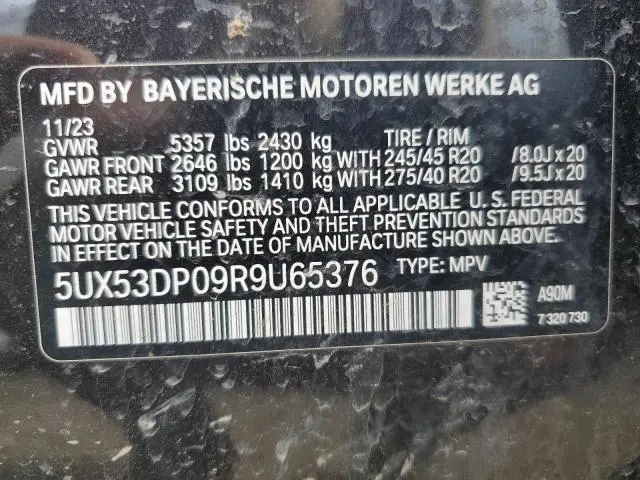 MFD BY BAYERISCHE MOTOREN WERKE AG
11/23
GVWR 5357 lbs 2430 kg TIRE / RIM
GAWR FRONT 2646 lbs 1200 kg WITH 245/45 R20 /8.0J x 20
GAWR REAR 3109 lbs 1410 kg WITH 275/40 R20 /9.5J x 20
THIS VEHICLE CONFORMS TO ALL APPLICABLE U. S. FEDERAL
MOTOR VEHICLE SAFETY AND THEFT PREVENTION STANDARDS
IN EFFECT ON THE DATE OF MANUFACTURE SHOWN ABOVE.
5UX53DP09R9U65376 TYPE: MPV
A90M
7 320 730